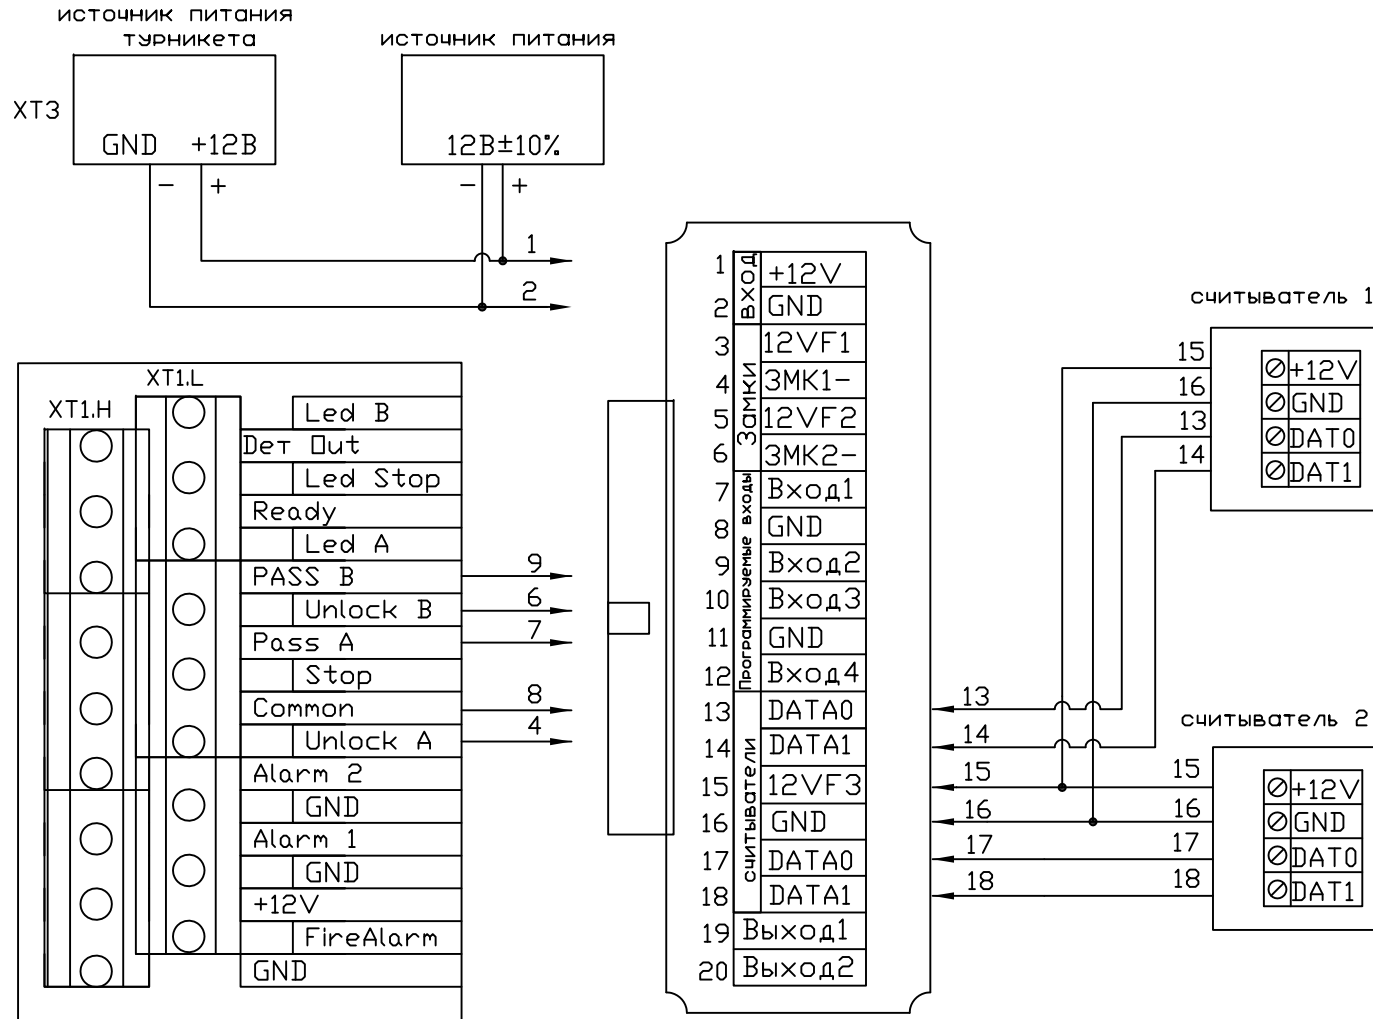 источник питания
турникета
XT3
GND +12В
− +
источник питания
12В±10%
− +
1
2
XT1.L
XT1.H
Led B
Dет Out
Led Stop
Ready
Led A
PASS B
Unlock B
Pass A
Stop
Common
Unlock A
Alarm 2
GND
Alarm 1
GND
+12V
FireAlarm
GND
9
6
7
8
4
вход
1 +12V
2 GND
Замки
3 12VF1
4 ЗМК1-
5 12VF2
6 ЗМК2-
Программируемые входы
7 Вход1
8 GND
9 Вход2
10 Вход3
11 GND
12 Вход4
считыватели
13 DATA0
14 DATA1
15 12VF3
16 GND
17 DATA0
18 DATA1
19 Выход1
20 Выход2
13
14
15
16
17
18
считыватель 1
15 +12V
16 GND
13 DAT0
14 DAT1
считыватель 2
15 +12V
16 GND
17 DAT0
18 DAT1